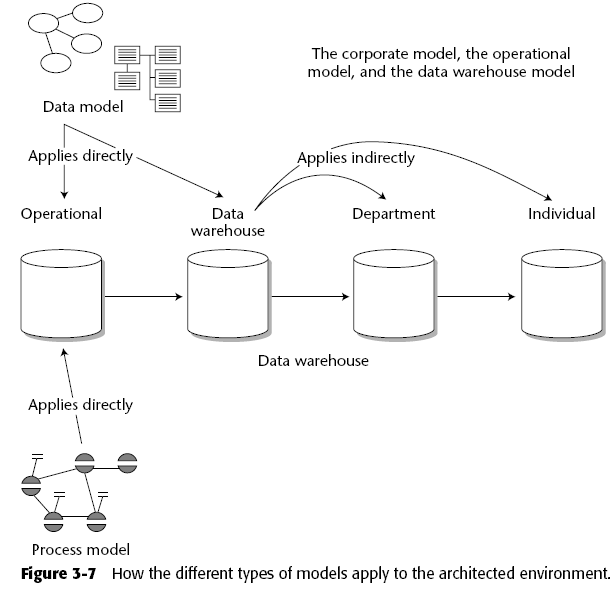 The corporate model, the operational
model, and the data warehouse model
Data model
Applies directly
Applies indirectly
Operational
Data
warehouse
Department
Individual
Data warehouse
Applies directly
Process model
Figure 3-7 How the different types of models apply to the architected environment.